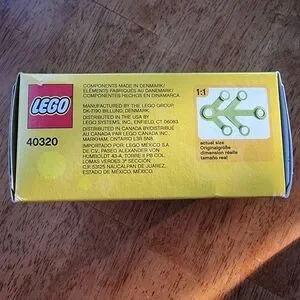 COMPONENTS MADE IN DENMARK/
ÉLÉMENTS FABRIQUÉS AU DANEMARK/
COMPONENTES HECHOS EN DINAMARCA
MANUFACTURED BY THE LEGO GROUP,
DK-7190 BILLUND, DENMARK.
DISTRIBUTED IN THE USA BY
LEGO SYSTEMS, INC., ENFIELD, CT 06083.
DISTRIBUTED IN CANADA BY/DISTRIBUÉ
AU CANADA PAR LEGO CANADA INC.,
MARKHAM, ONTARIO L3R 5N8.
IMPORTADO POR: LEGO MÉXICO S.A.
DE C.V., PASEO ALEXANDER VON
HUMBOLDT 43-A, TORRE II PB COL.
LOMAS VERDES 3ª SECCIÓN,
C.P. 53125 NAUCALPAN DE JUÁREZ,
ESTADO DE MÉXICO, MÉXICO.
LEGO
40320
1:1
actual size
Originalgröße
dimension réelle
tamaño real